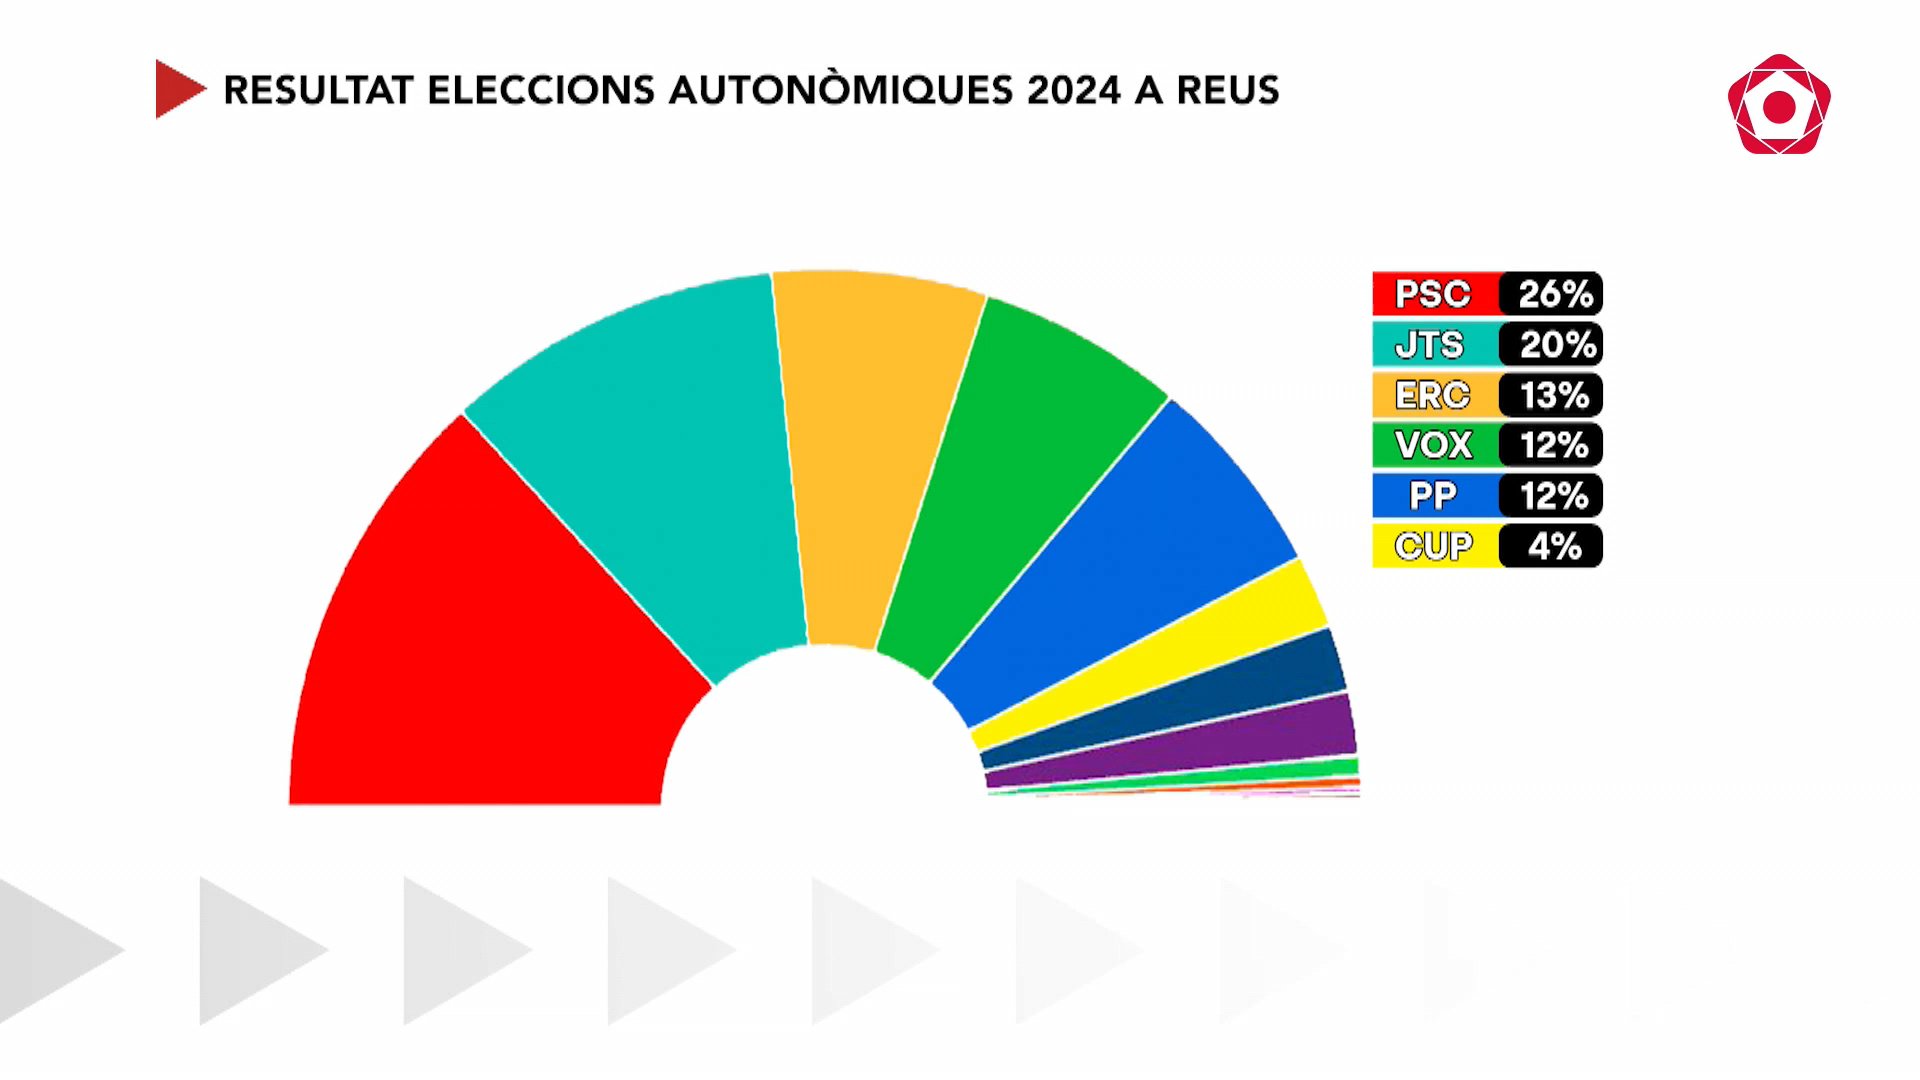 RESULTAT ELECCIONS AUTONÒMIQUES 2024 A REUS
PSC 26%
JTS 20%
ERC 13%
VOX 12%
PP 12%
CUP 4%